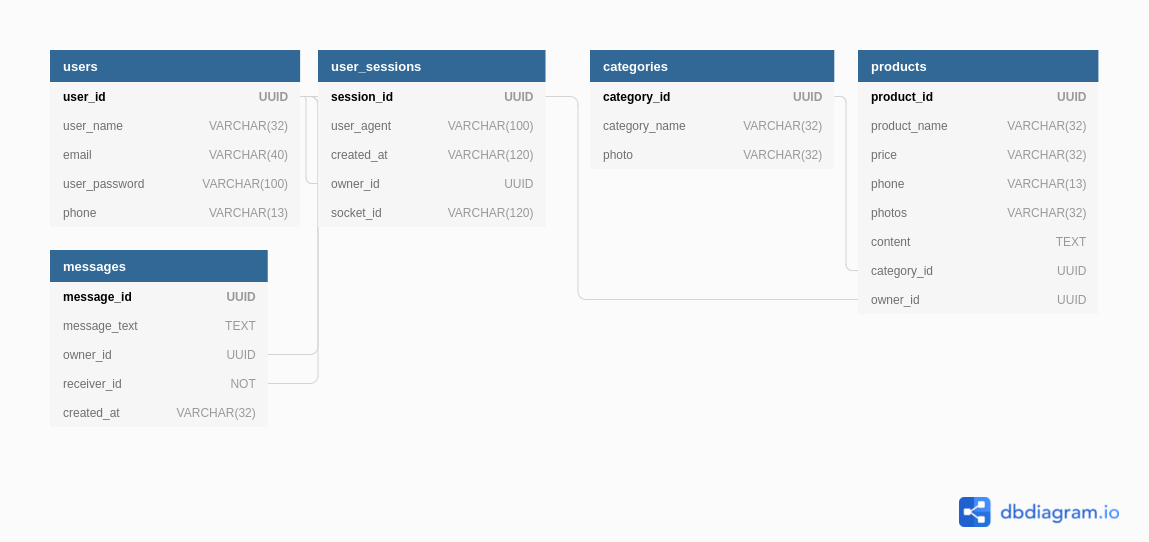 users
user_id UUID
user_name VARCHAR(32)
email VARCHAR(40)
user_password VARCHAR(100)
phone VARCHAR(13)
user_sessions
session_id UUID
user_agent VARCHAR(100)
created_at VARCHAR(120)
owner_id UUID
socket_id VARCHAR(120)
categories
category_id UUID
category_name VARCHAR(32)
photo VARCHAR(32)
products
product_id UUID
product_name VARCHAR(32)
price VARCHAR(32)
phone VARCHAR(13)
photos VARCHAR(32)
content TEXT
category_id UUID
owner_id UUID
messages
message_id UUID
message_text TEXT
owner_id UUID
receiver_id NOT
created_at VARCHAR(32)
dbdiagram.io